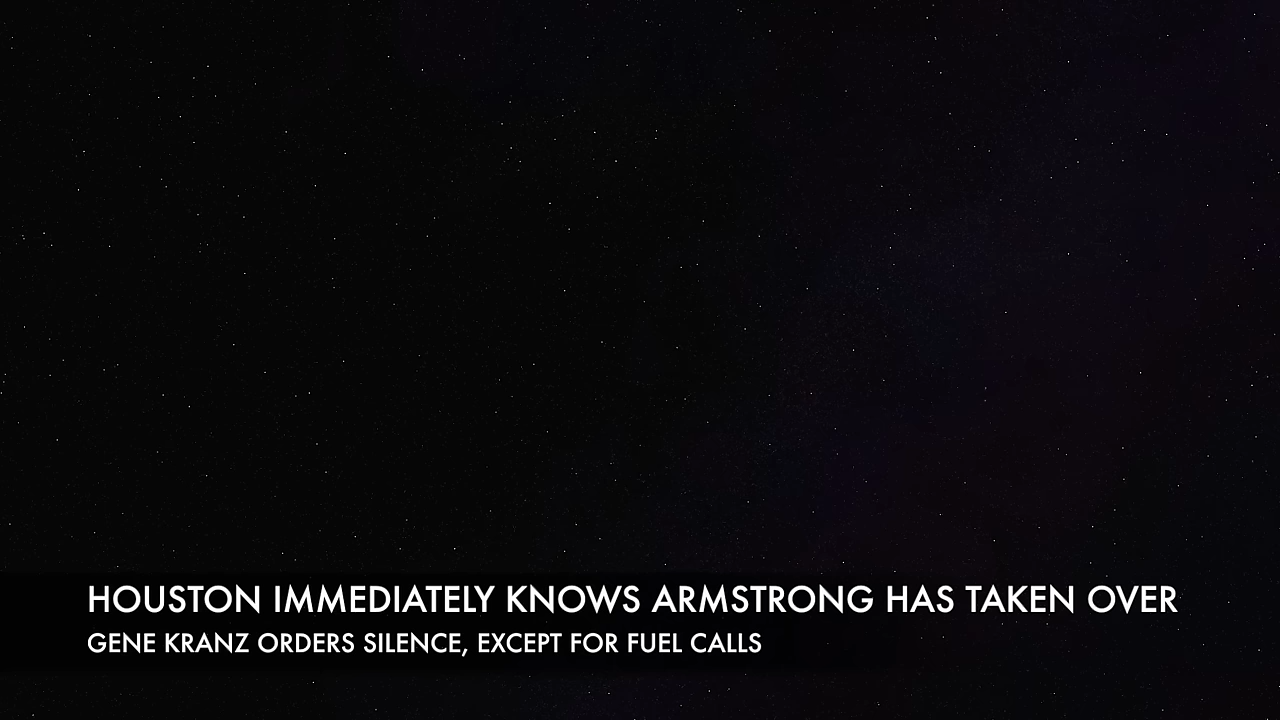 HOUSTON IMMEDIATELY KNOWS ARMSTRONG HAS TAKEN OVER
GENE KRANZ ORDERS SILENCE, EXCEPT FOR FUEL CALLS